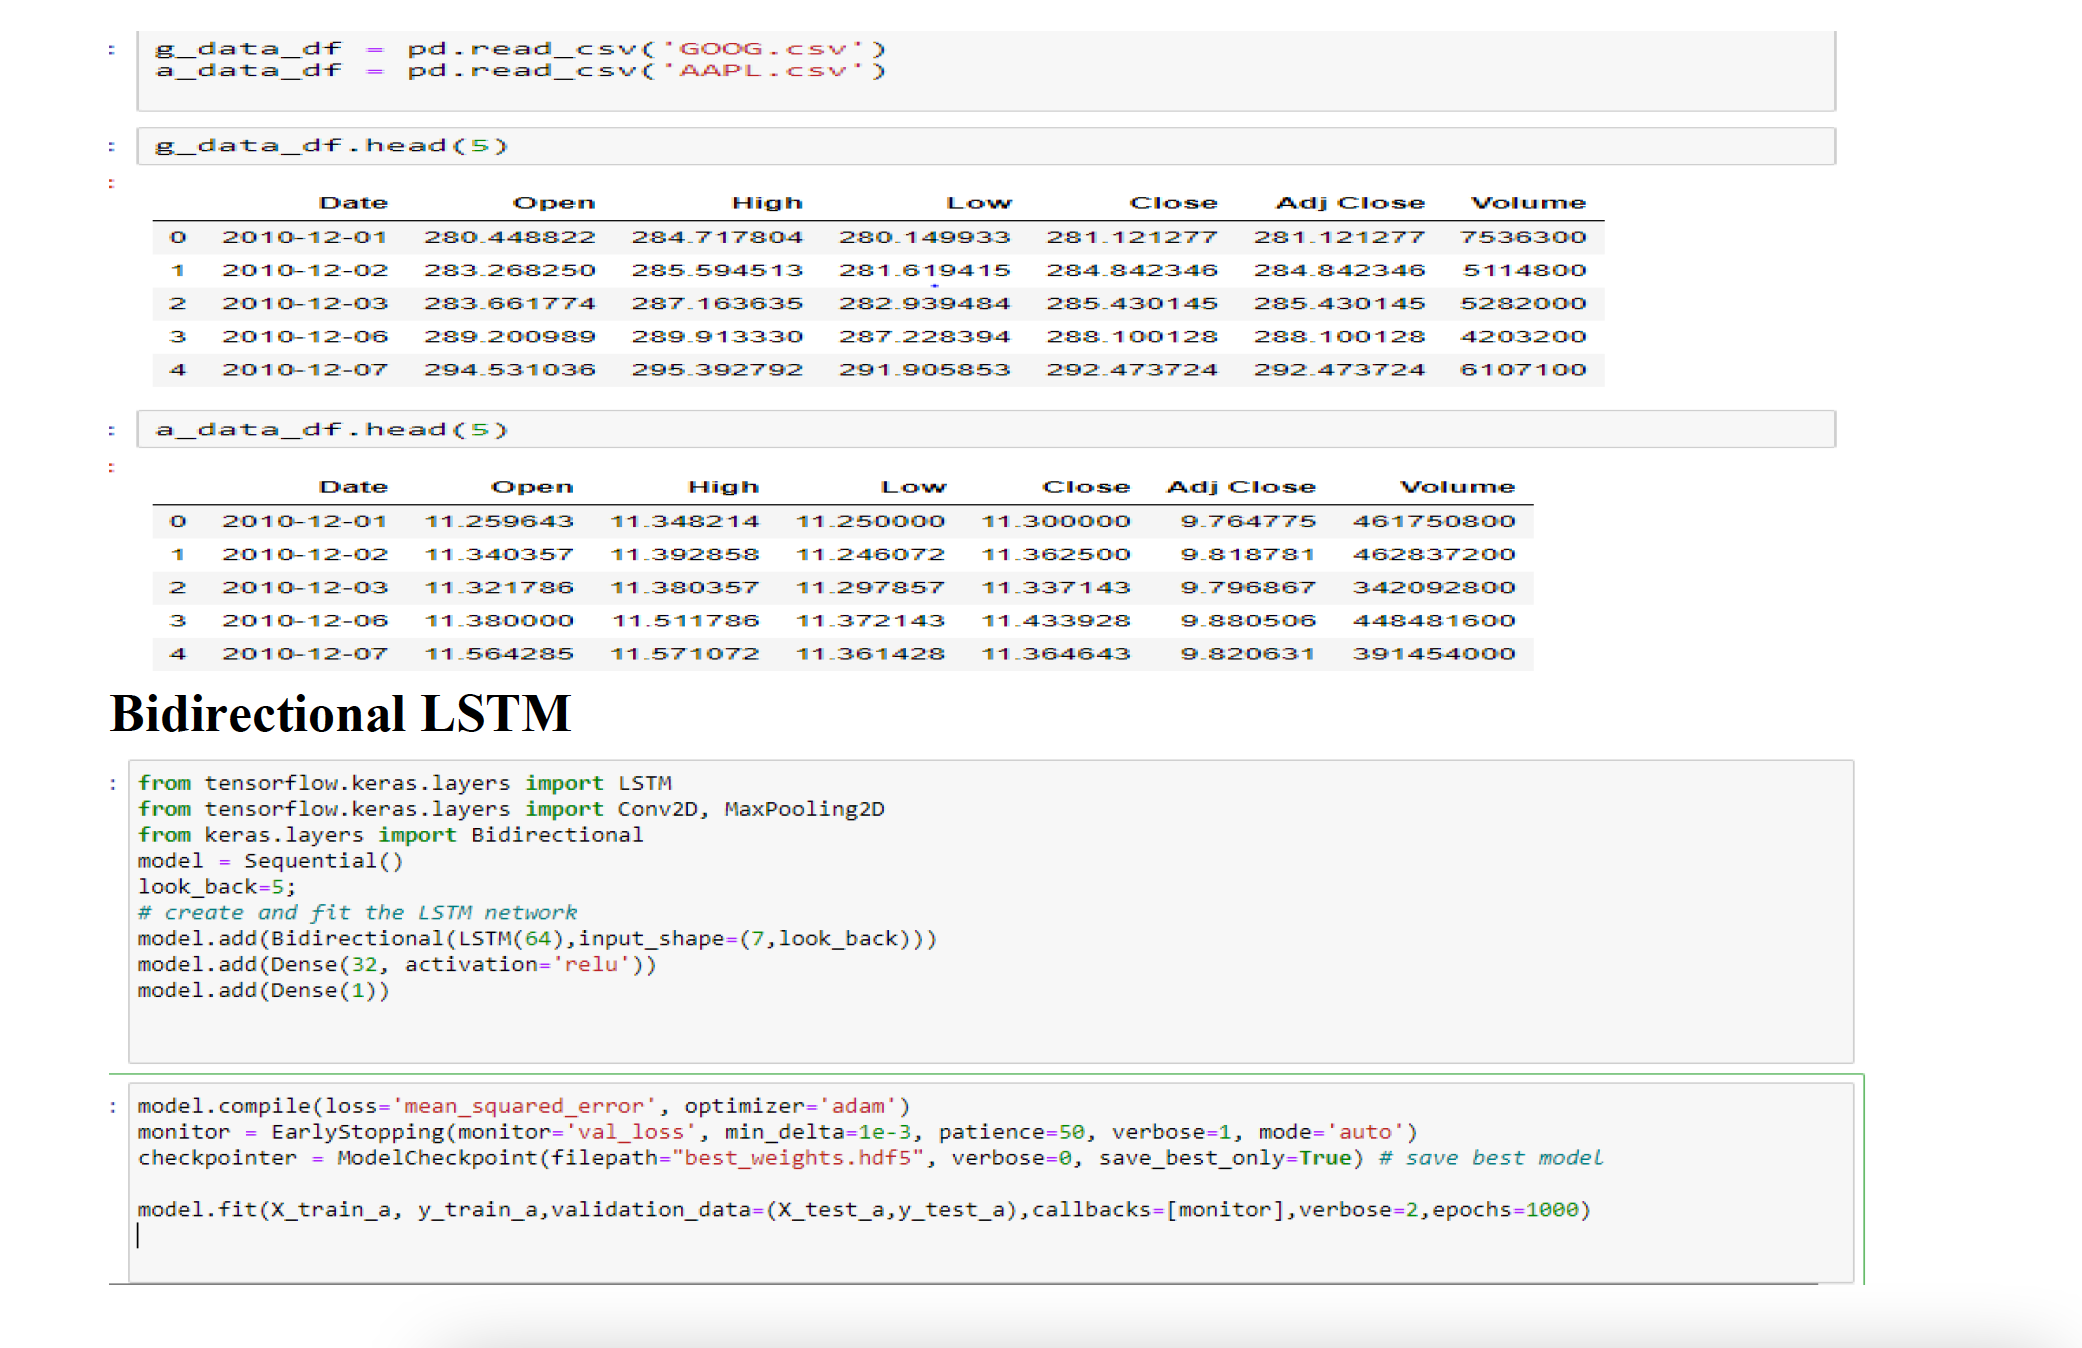 : g_data_df = pd.read_csv('GOOG.csv')
a_data_df = pd.read_csv('AAPL.csv')
: g_data_df.head(5)
:
Date Open High Low Close Adj Close Volume
0 2010-12-01 280.448822 284.717804 280.149933 281.121277 281.121277 7536300
1 2010-12-02 283.268250 285.594513 281.619415 284.842346 284.842346 5114800
2 2010-12-03 283.661774 287.163635 282.939484 285.430145 285.430145 5282000
3 2010-12-06 289.200989 289.913330 287.228394 288.100128 288.100128 4203200
4 2010-12-07 294.531036 295.392792 291.905853 292.473724 292.473724 6107100
: a_data_df.head(5)
:
Date Open High Low Close Adj Close Volume
0 2010-12-01 11.259643 11.348214 11.250000 11.300000 9.764775 461750800
1 2010-12-02 11.340357 11.392858 11.246072 11.362500 9.818781 462837200
2 2010-12-03 11.321786 11.380357 11.297857 11.337143 9.796867 342092800
3 2010-12-06 11.380000 11.511786 11.372143 11.433928 9.880506 448481600
4 2010-12-07 11.564285 11.571072 11.361428 11.364643 9.820631 391454000
Bidirectional LSTM
: from tensorflow.keras.layers import LSTM
from tensorflow.keras.layers import Conv2D, MaxPooling2D
from keras.layers import Bidirectional
model = Sequential()
look_back=5;
# create and fit the LSTM network
model.add(Bidirectional(LSTM(64),input_shape=(7,look_back)))
model.add(Dense(32, activation='relu'))
model.add(Dense(1))
: model.compile(loss='mean_squared_error', optimizer='adam')
monitor = EarlyStopping(monitor='val_loss', min_delta=1e-3, patience=50, verbose=1, mode='auto')
checkpointer = ModelCheckpoint(filepath="best_weights.hdf5", verbose=0, save_best_only=True) # save best model
model.fit(X_train_a, y_train_a,validation_data=(X_test_a,y_test_a),callbacks=[monitor],verbose=2,epochs=1000)